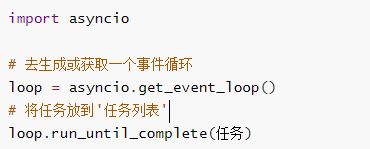 import asyncio
# 去生成或获取一个事件循环
loop = asyncio.get_event_loop()
# 将任务放到'任务列表'
loop.run_until_complete(任务)